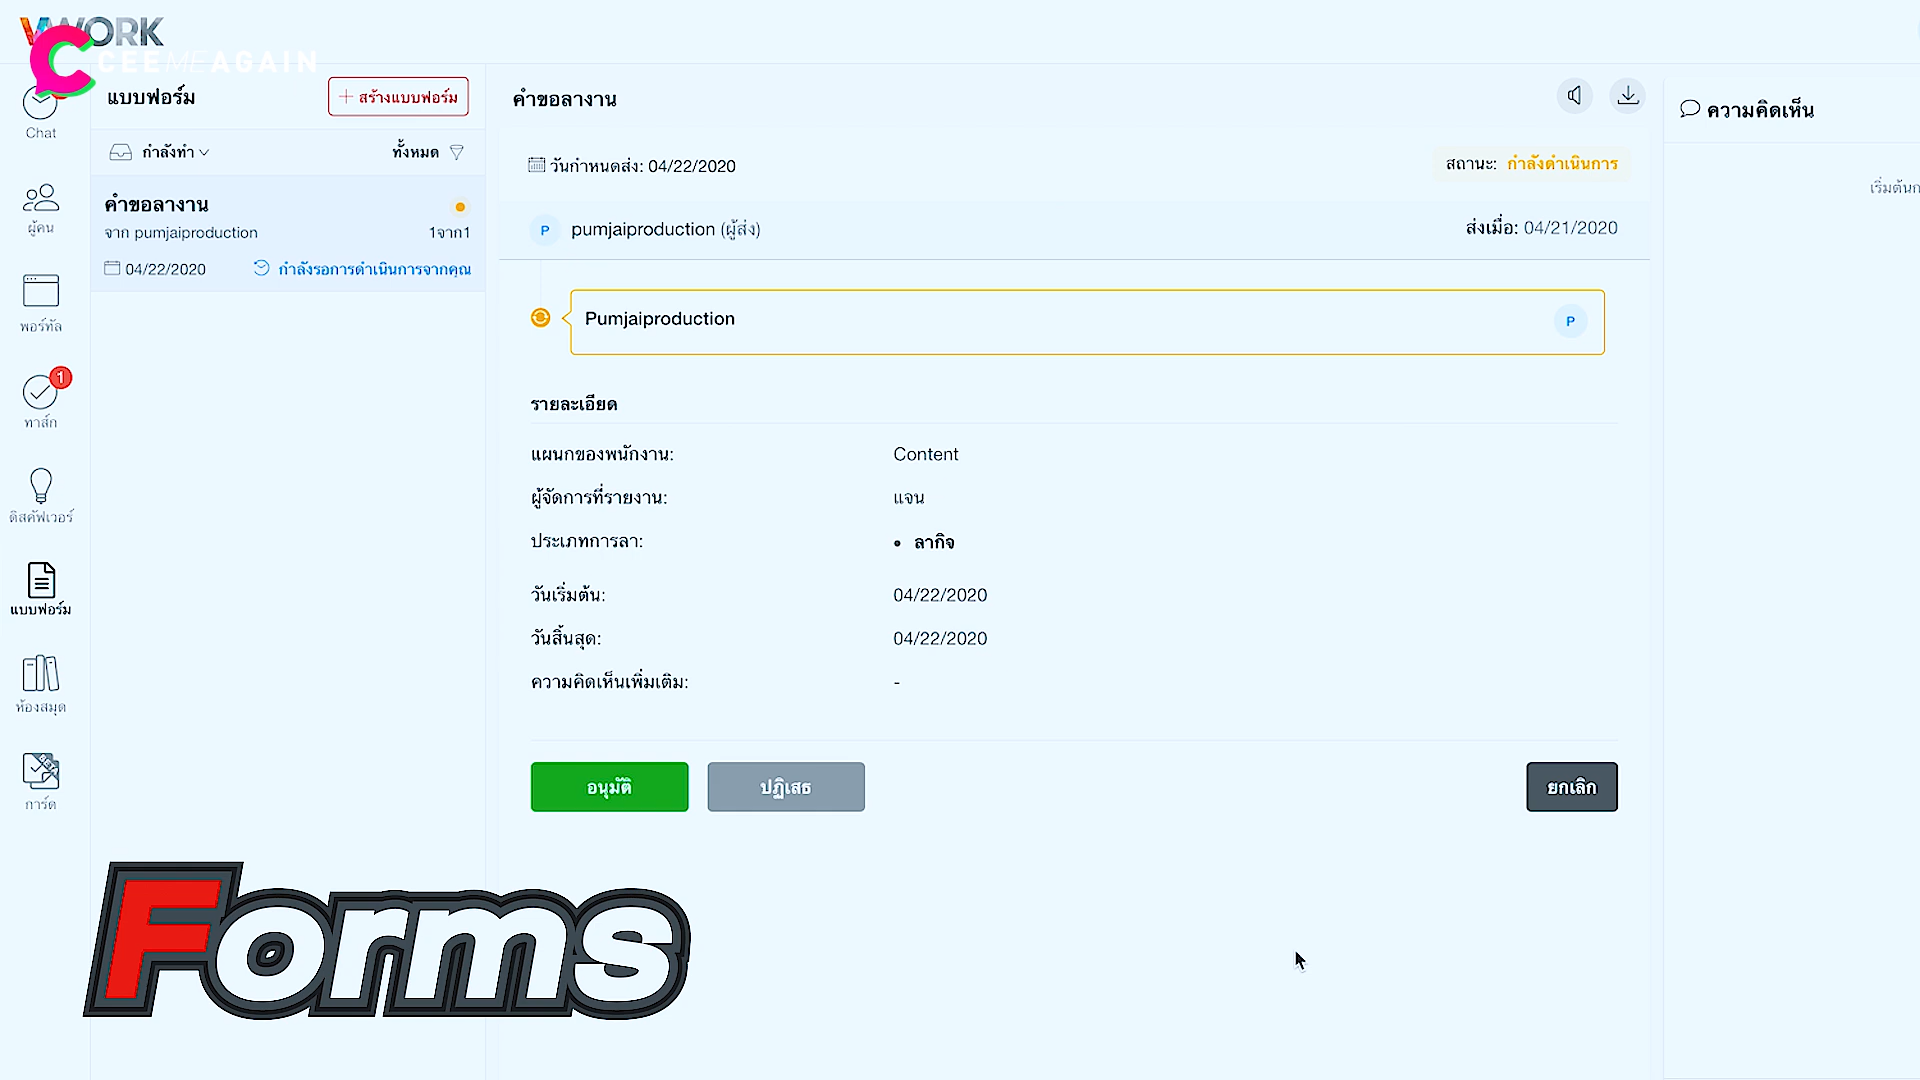 VWORK
CEEMEAGAIN
Chat
ผู้คน
พอร์ทัล
1
ทาส์ก
ดิสคัฟเวอร์
แบบฟอร์ม
ห้องสมุด
การ์ด
แบบฟอร์ม
+ สร้างแบบฟอร์ม
กำลังทำ
ทั้งหมด
คำขอลางาน
จาก pumjaiproduction
1จาก1
04/22/2020
กำลังรอการดำเนินการจากคุณ
คำขอลางาน
วันกำหนดส่ง: 04/22/2020
สถานะ: กำลังดำเนินการ
P
pumjaiproduction (ผู้ส่ง)
ส่งเมื่อ: 04/21/2020
Pumjaiproduction
P
รายละเอียด
แผนกของพนักงาน: Content
ผู้จัดการที่รายงาน: แจน
ประเภทการลา: • ลากิจ
วันเริ่มต้น: 04/22/2020
วันสิ้นสุด: 04/22/2020
ความคิดเห็นเพิ่มเติม: -
อนุมัติ
ปฏิเสธ
ยกเลิก
ความคิดเห็น
Forms